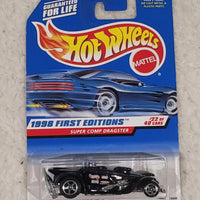 GUARANTEED
FOR LIFE
Hot Wheels
MATTEL
1998 FIRST EDITIONS
#22 of
40 CARS
SUPER COMP DRAGSTER